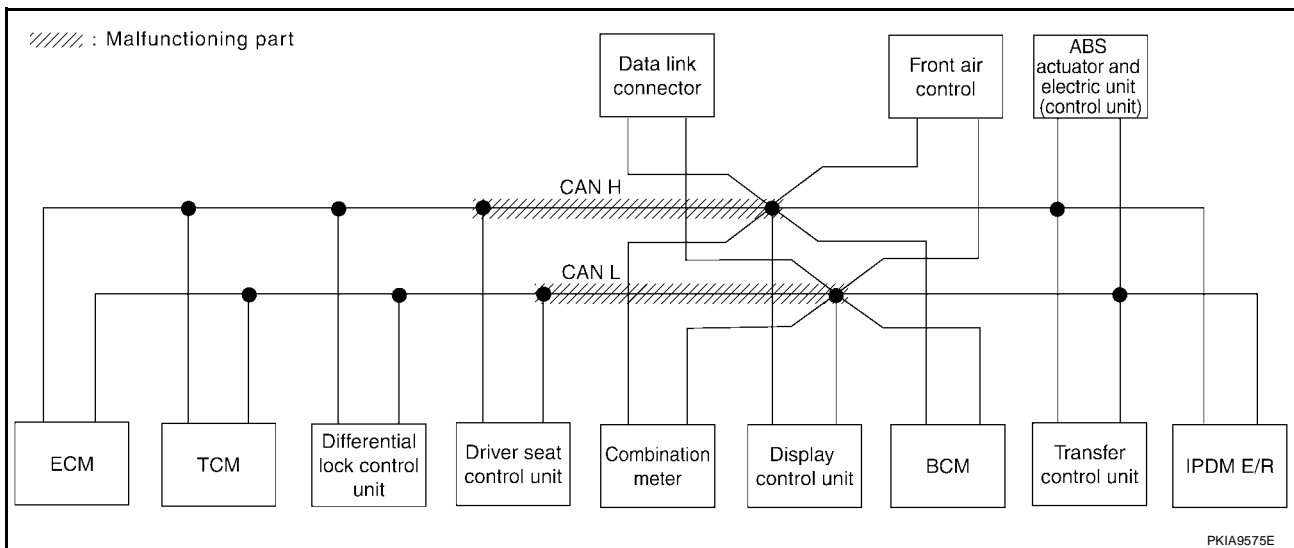 : Malfunctioning part
Data link
connector
Front air
control
ABS
actuator and
electric unit
(control unit)
CAN H
CAN L
ECM
TCM
Differential
lock control
unit
Driver seat
control unit
Combination
meter
Display
control unit
BCM
Transfer
control unit
IPDM E/R
PKIA9575E